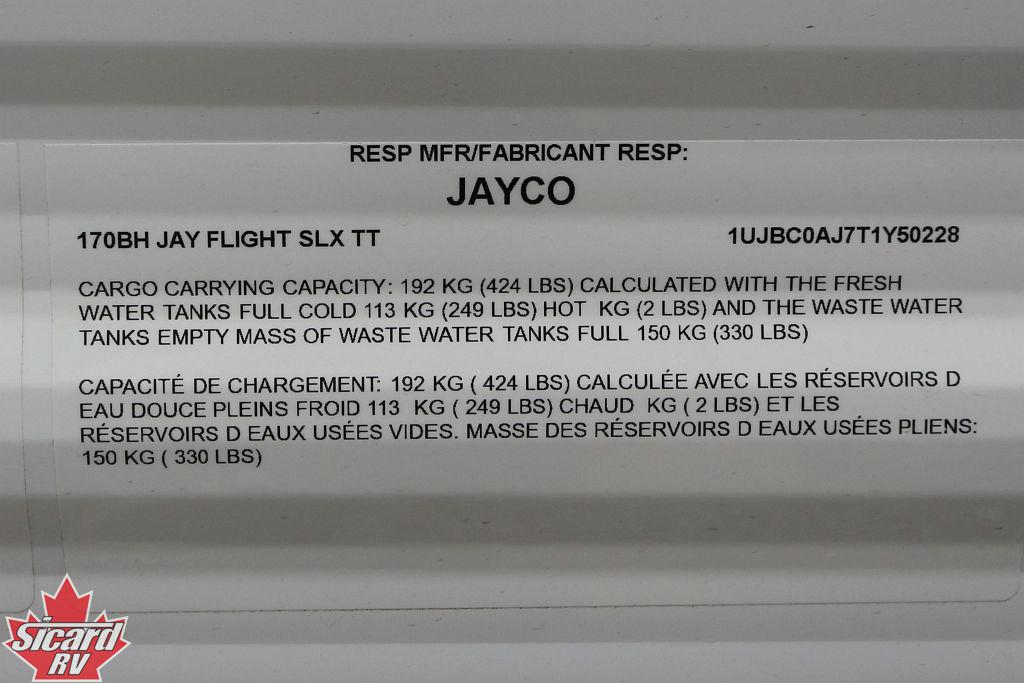 RESP MFR/FABRICANT RESP:
JAYCO
170BH JAY FLIGHT SLX TT 1UJBC0AJ7T1Y50228
CARGO CARRYING CAPACITY: 192 KG (424 LBS) CALCULATED WITH THE FRESH
WATER TANKS FULL COLD 113 KG (249 LBS) HOT  KG (2 LBS) AND THE WASTE WATER
TANKS EMPTY MASS OF WASTE WATER TANKS FULL 150 KG (330 LBS)
CAPACITÉ DE CHARGEMENT: 192 KG ( 424 LBS) CALCULÉE AVEC LES RÉSERVOIRS D
EAU DOUCE PLEINS FROID 113  KG ( 249 LBS) CHAUD  KG ( 2 LBS) ET LES
RÉSERVOIRS D EAUX USÉES VIDES. MASSE DES RÉSERVOIRS D EAUX USÉES PLIENS:
150 KG ( 330 LBS)
Sicard
RV